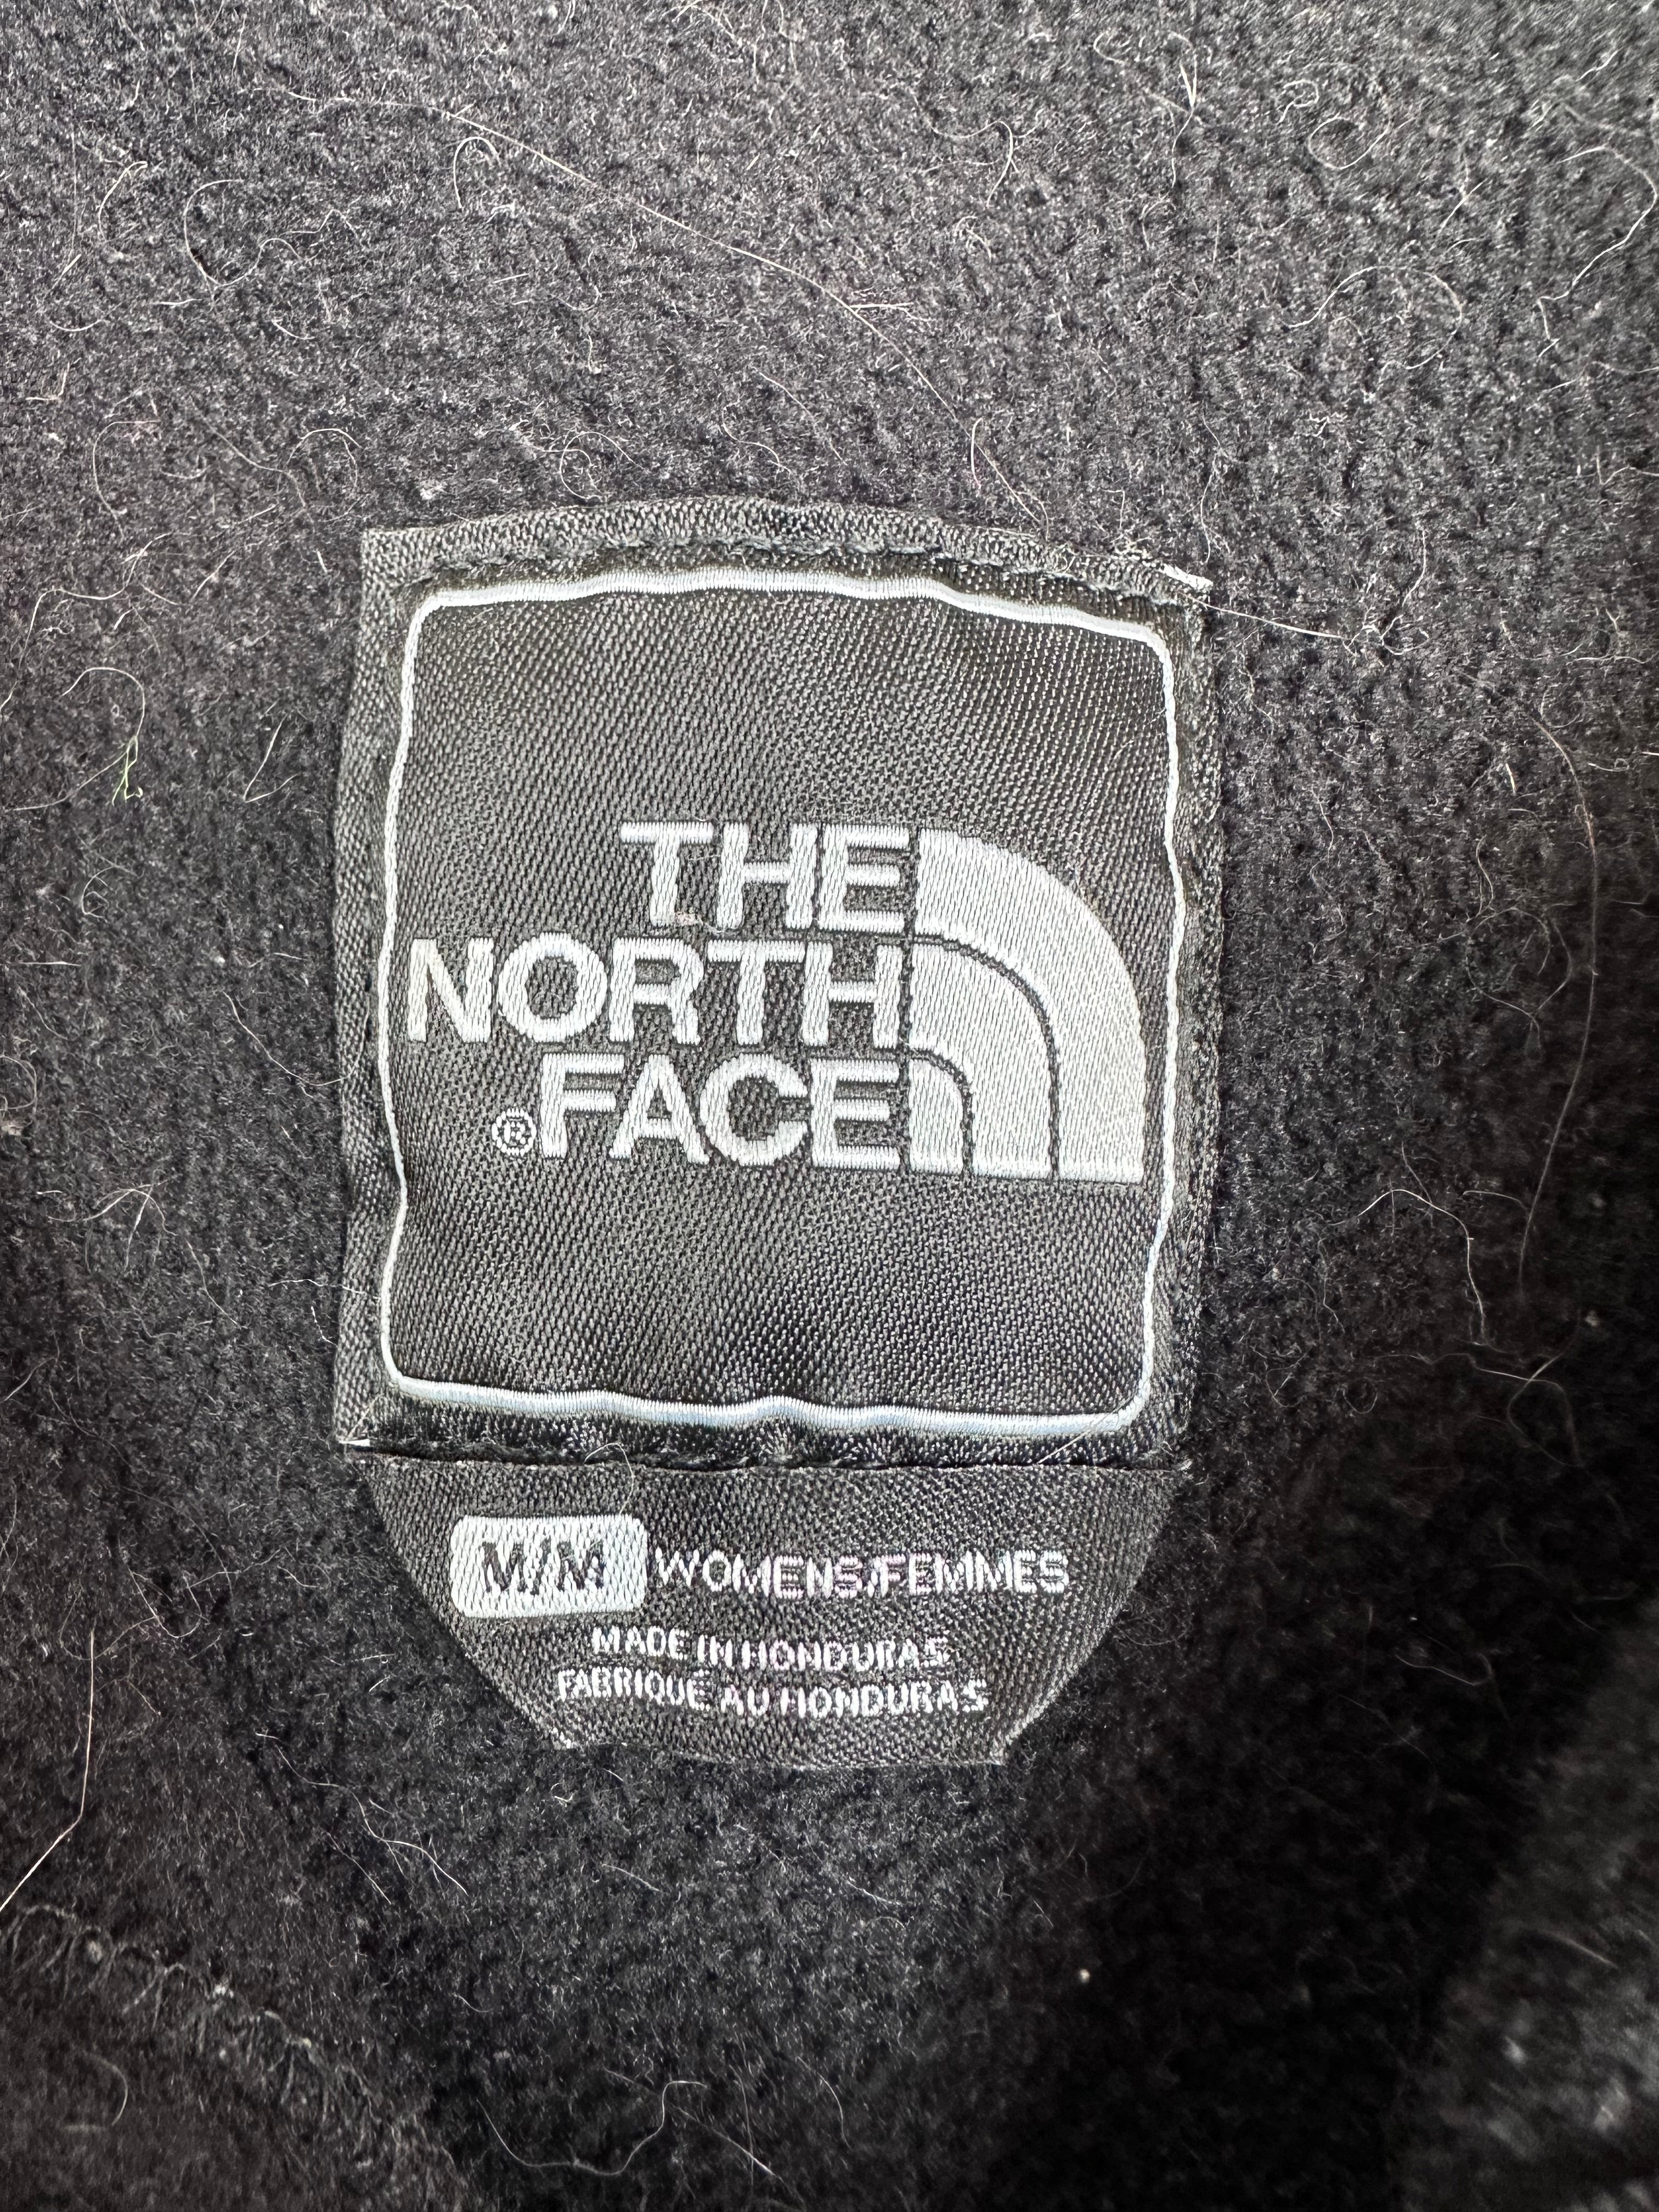 THE
NORTH
® FACE
M/M WOMENS/FEMMES
MADE IN HONDURAS
FABRIQUÉ AU HONDURAS